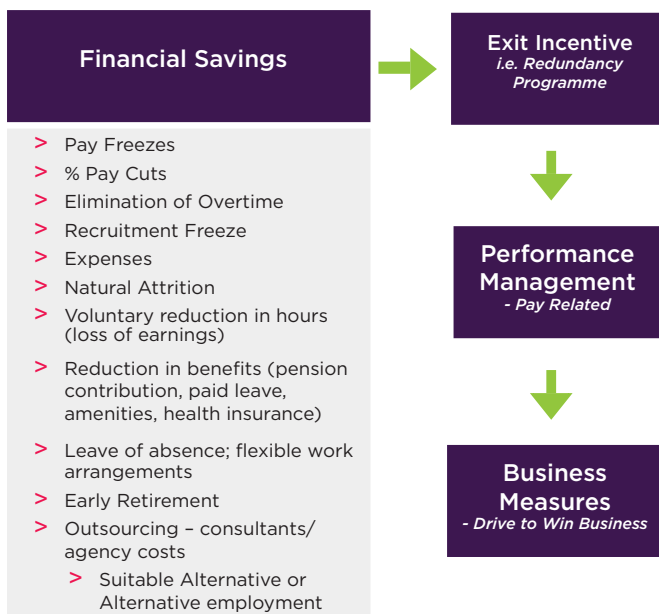 Financial Savings
> Pay Freezes
> % Pay Cuts
> Elimination of Overtime
> Recruitment Freeze
> Expenses
> Natural Attrition
> Voluntary reduction in hours
(loss of earnings)
> Reduction in benefits (pension
contribution, paid leave,
amenities, health insurance)
> Leave of absence; flexible work
arrangements
> Early Retirement
> Outsourcing – consultants/
agency costs
> Suitable Alternative or
Alternative employment
Exit Incentive
i.e. Redundancy
Programme
Performance
Management
- Pay Related
Business
Measures
- Drive to Win Business